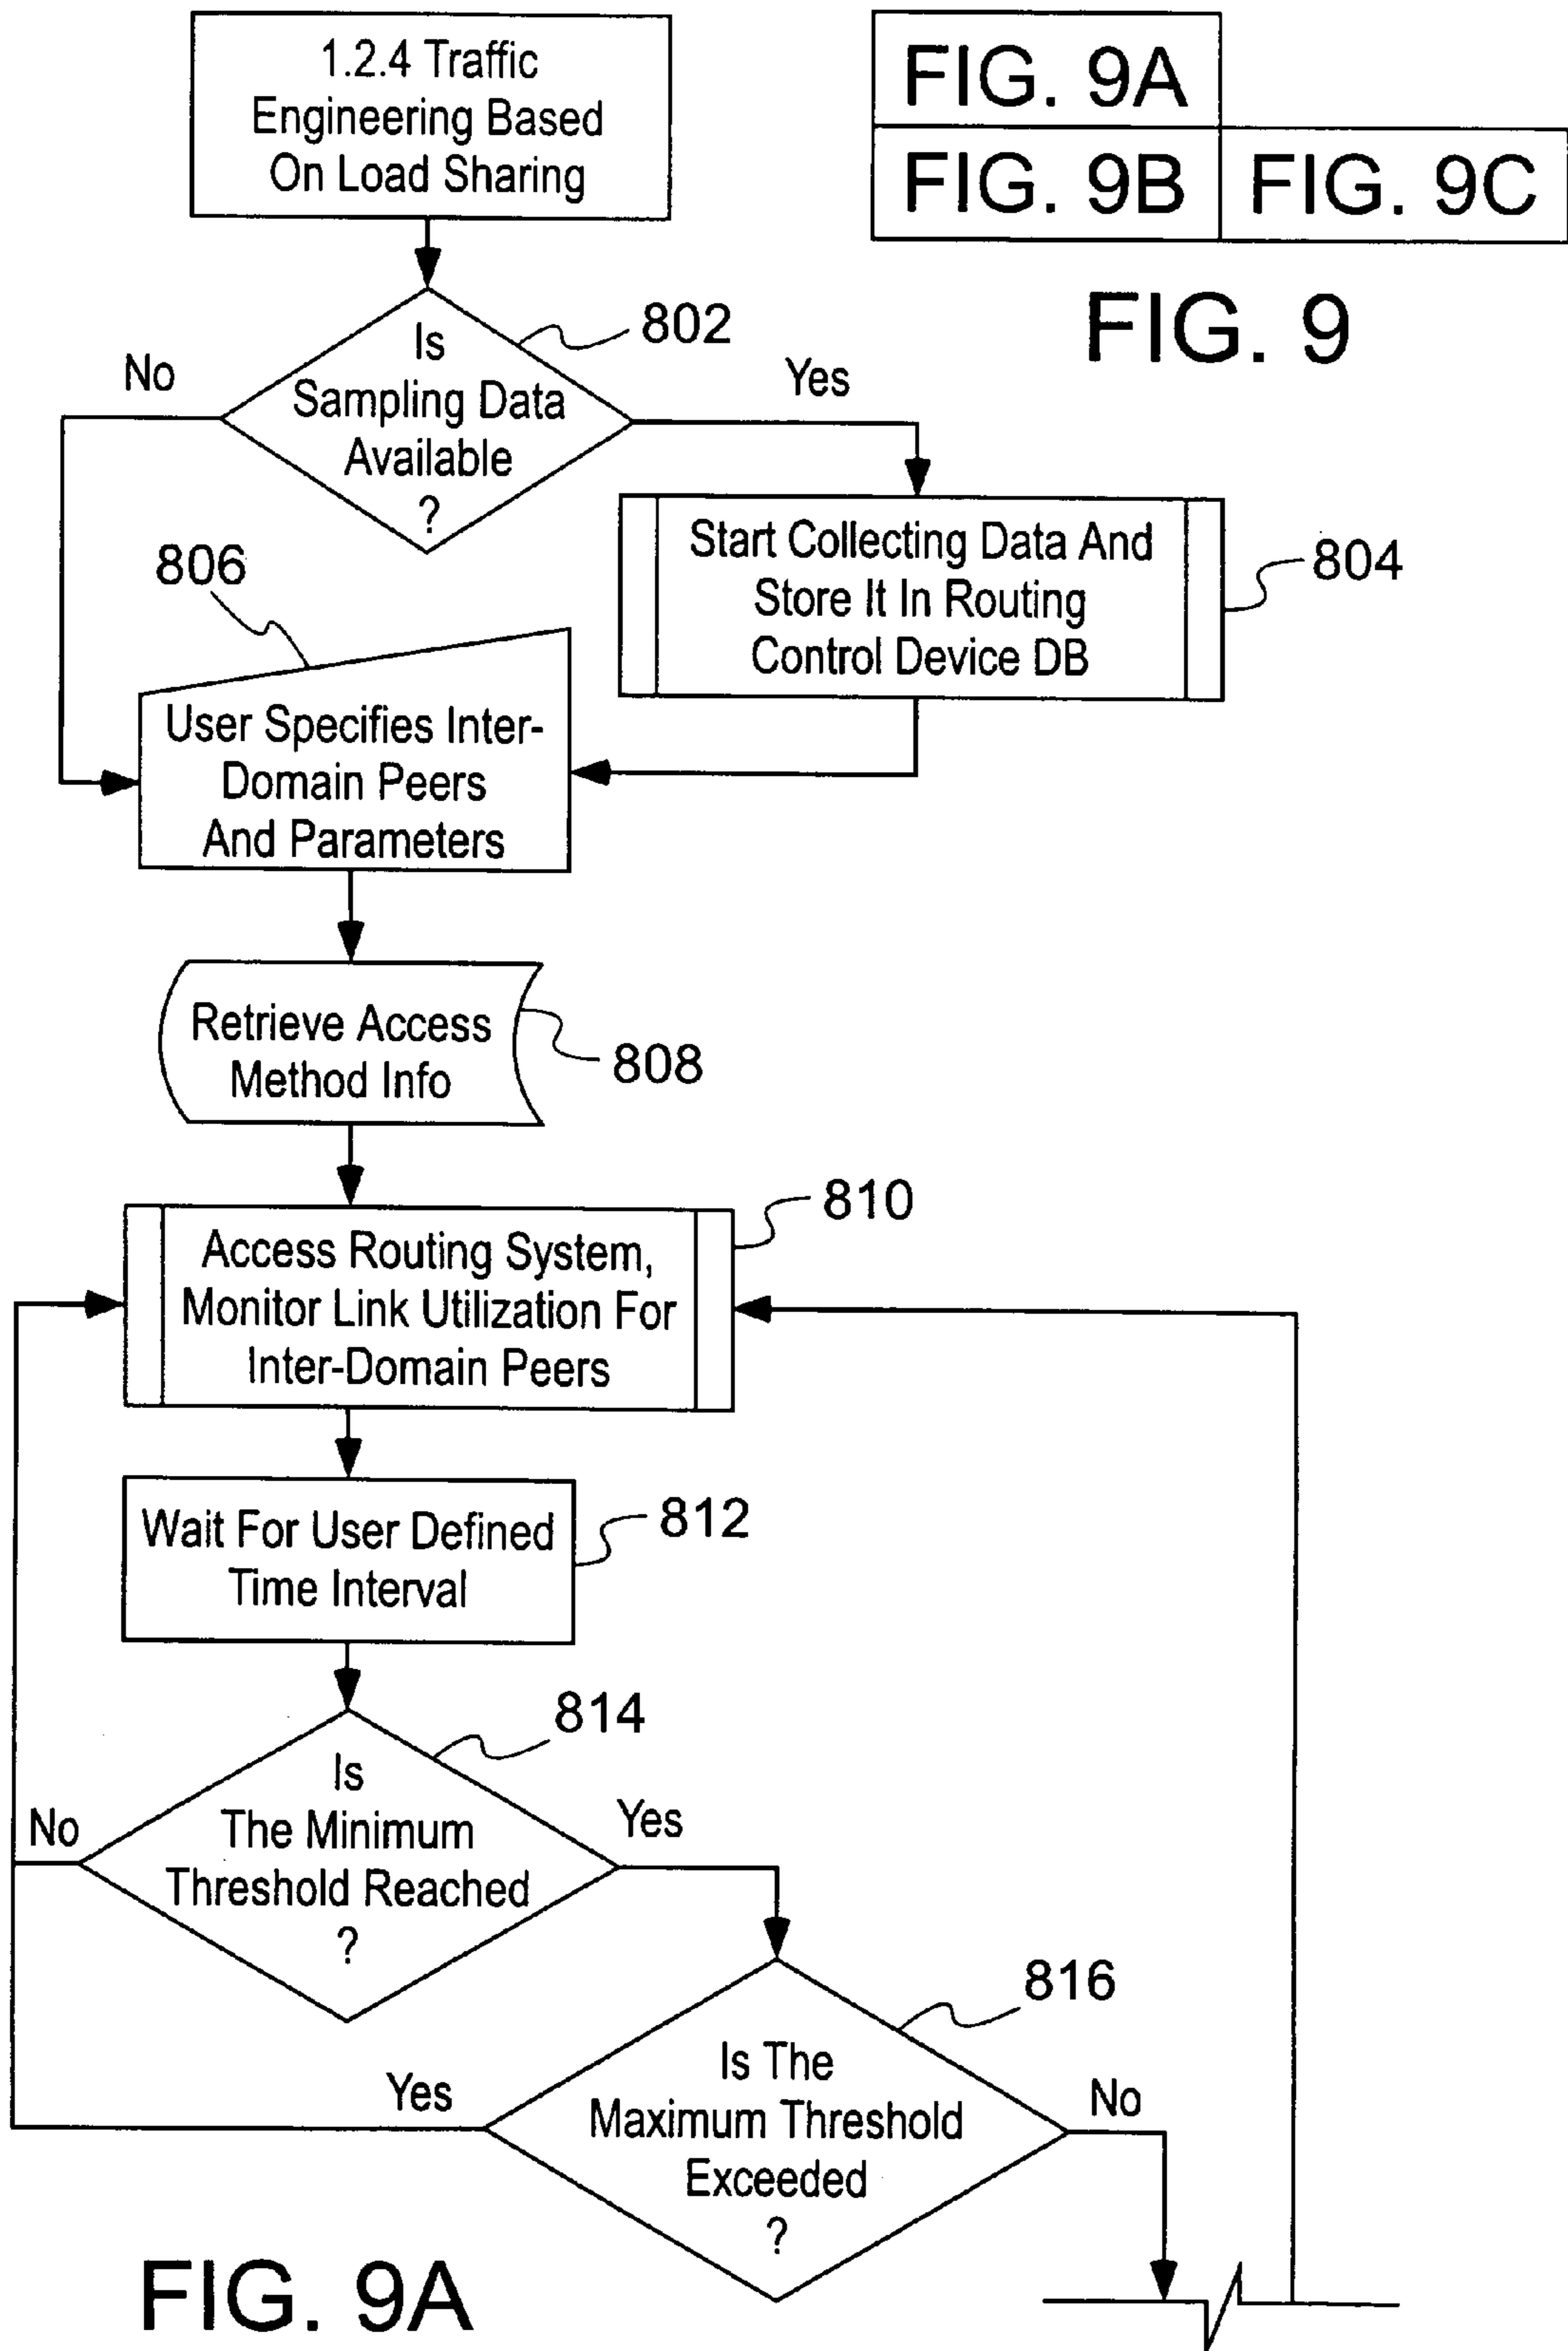 1.2.4 Traffic
Engineering Based
On Load Sharing
FIG. 9A
FIG. 9B
FIG. 9C
FIG. 9
802
Is
Sampling Data
Available
?
No
Yes
804
Start Collecting Data And
Store It In Routing
Control Device DB
806
User Specifies Inter-
Domain Peers
And Parameters
Retrieve Access
Method Info
808
810
Access Routing System,
Monitor Link Utilization For
Inter-Domain Peers
Wait For User Defined
Time Interval
812
814
Is
The Minimum
Threshold Reached
?
No
Yes
816
Is The
Maximum Threshold
Exceeded
?
Yes
No
FIG. 9A